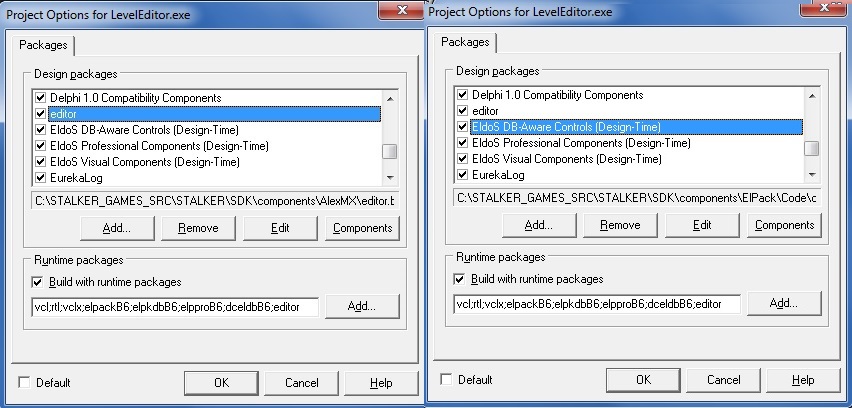 Project Options for LevelEditor.exe
Packages
Design packages
Delphi 1.0 Compatibility Components
editor
EldoS DB-Aware Controls (Design-Time)
EldoS Professional Components (Design-Time)
EldoS Visual Components (Design-Time)
EurekaLog
C:\STALKER_GAMES_SRC\STALKER\SDK\components\AlexMX\editor.b
Add...
Remove
Edit
Components
Runtime packages
Build with runtime packages
vcl;rtl;vclx;elpackB6;elpkdbB6;elpproB6;dceldbB6;editor
Add...
Default
OK
Cancel
Help
Project Options for LevelEditor.exe
Packages
Design packages
Delphi 1.0 Compatibility Components
editor
EldoS DB-Aware Controls (Design-Time)
EldoS Professional Components (Design-Time)
EldoS Visual Components (Design-Time)
EurekaLog
C:\STALKER_GAMES_SRC\STALKER\SDK\components\ElPack\Code\c
Add...
Remove
Edit
Components
Runtime packages
Build with runtime packages
vcl;rtl;vclx;elpackB6;elpkdbB6;elpproB6;dceldbB6;editor
Add...
Default
OK
Cancel
Help